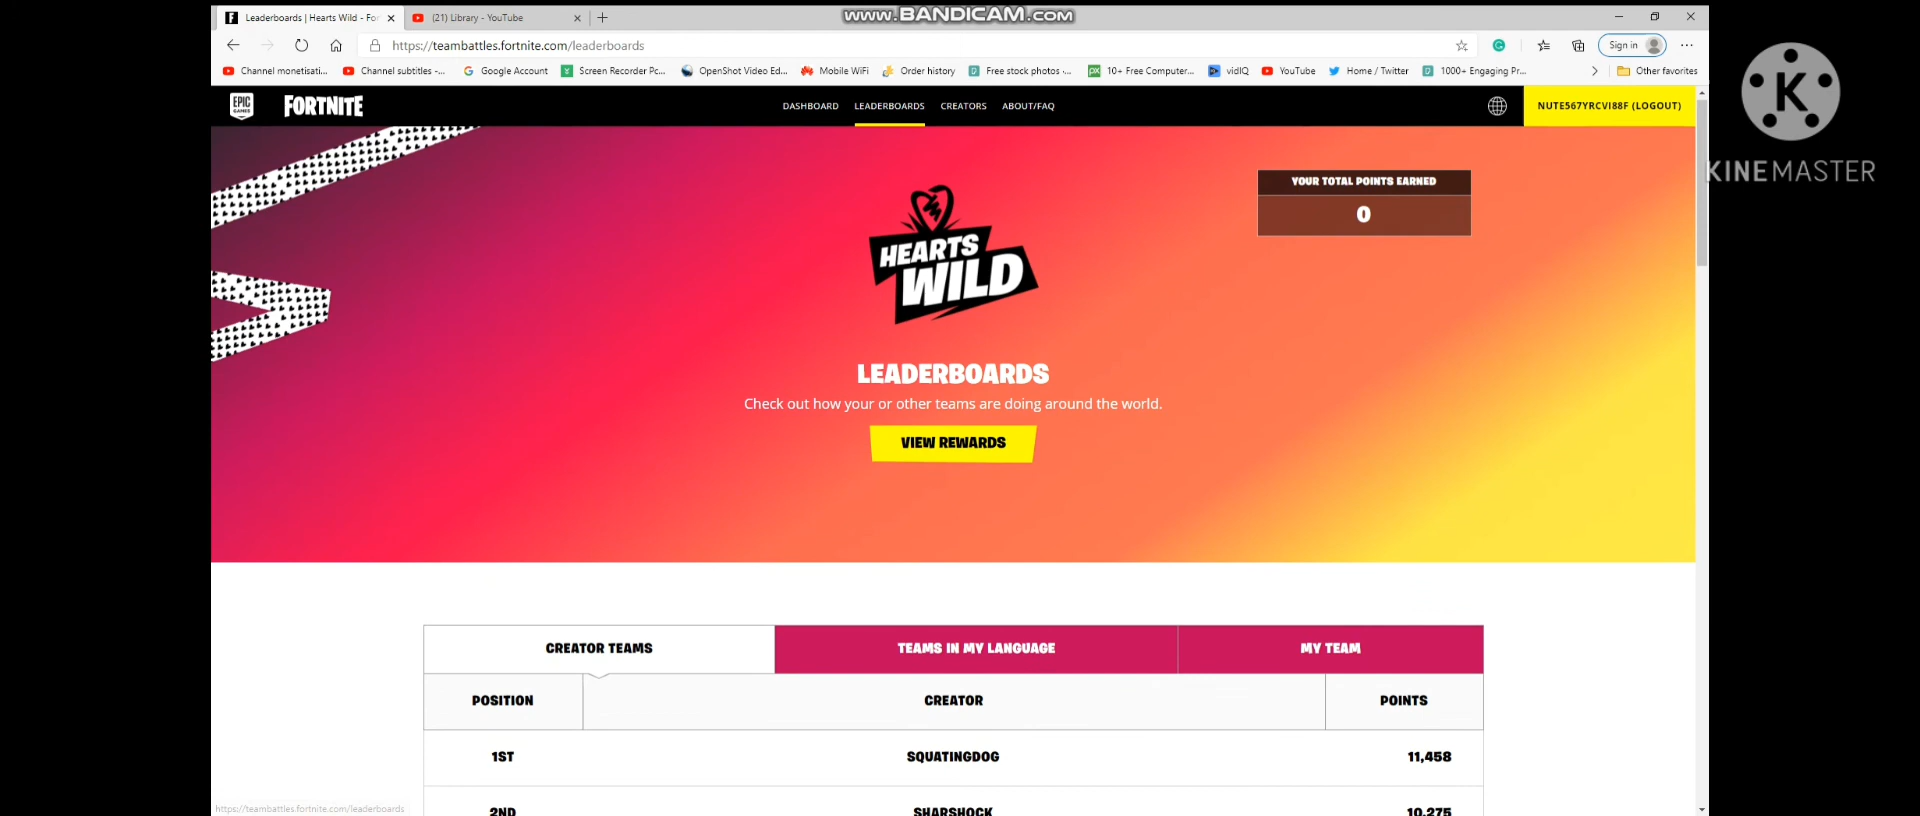 Leaderboards | Hearts Wild - For
(21) Library - YouTube
WWW.BANDICAM.COM
https://teambattles.fortnite.com/leaderboards
Sign in
Channel monetisati...
Channel subtitles -...
Google Account
Screen Recorder Pc...
OpenShot Video Ed...
Mobile WiFi
Order history
Free stock photos -...
10+ Free Computer...
vidIQ
YouTube
Home / Twitter
1000+ Engaging Pr...
Other favorites
K
KINEMASTER
EPIC
GAMES
FORTNITE
DASHBOARD
LEADERBOARDS
CREATORS
ABOUT/FAQ
NUTE567YRCVI88F (LOGOUT)
YOUR TOTAL POINTS EARNED
0
HEARTS
WILD
LEADERBOARDS
Check out how your or other teams are doing around the world.
VIEW REWARDS
CREATOR TEAMS
TEAMS IN MY LANGUAGE
MY TEAM
POSITION
CREATOR
POINTS
1ST
SQUATINGDOG
11,458
2ND
SHARSHOCK
10,275
https://teambattles.fortnite.com/leaderboards